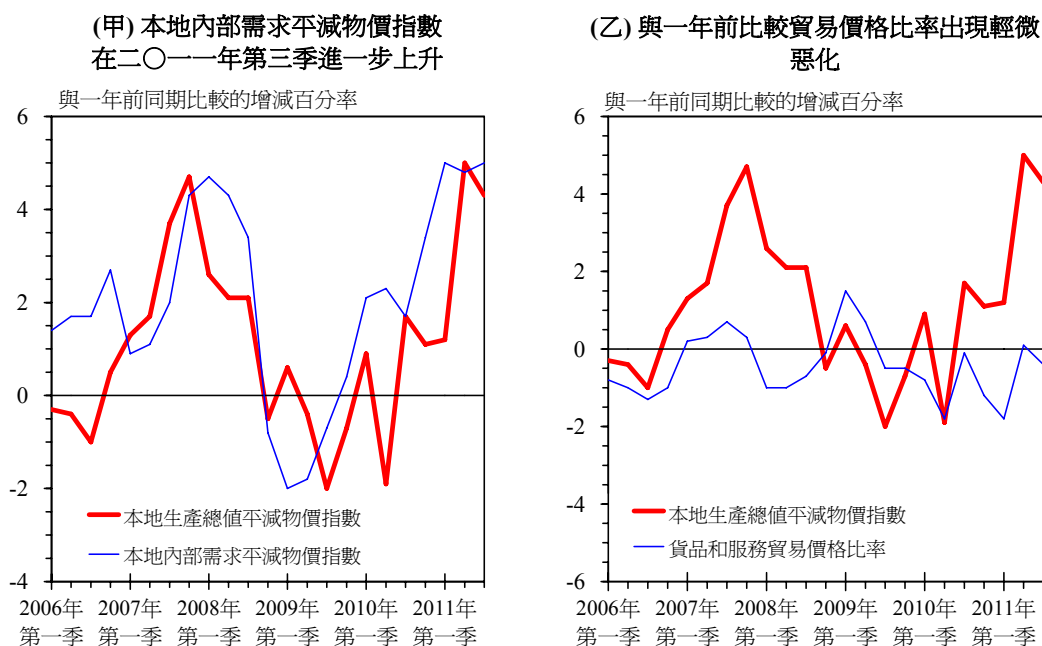 (甲) 本地內部需求平減物價指數
在二〇一一年第三季進一步上升
與一年前同期比較的增減百分率
6
4
2
0
-2
-4
本地生產總值平減物價指數
本地內部需求平減物價指數
2006年 2007年 2008年 2009年 2010年 2011年
第一季 第一季 第一季 第一季 第一季 第一季
(乙) 與一年前比較貿易價格比率出現輕微
惡化
與一年前同期比較的增減百分率
6
4
2
0
-2
-4
-6
本地生產總值平減物價指數
貨品和服務貿易價格比率
2006年 2007年 2008年 2009年 2010年 2011年
第一季 第一季 第一季 第一季 第一季 第一季